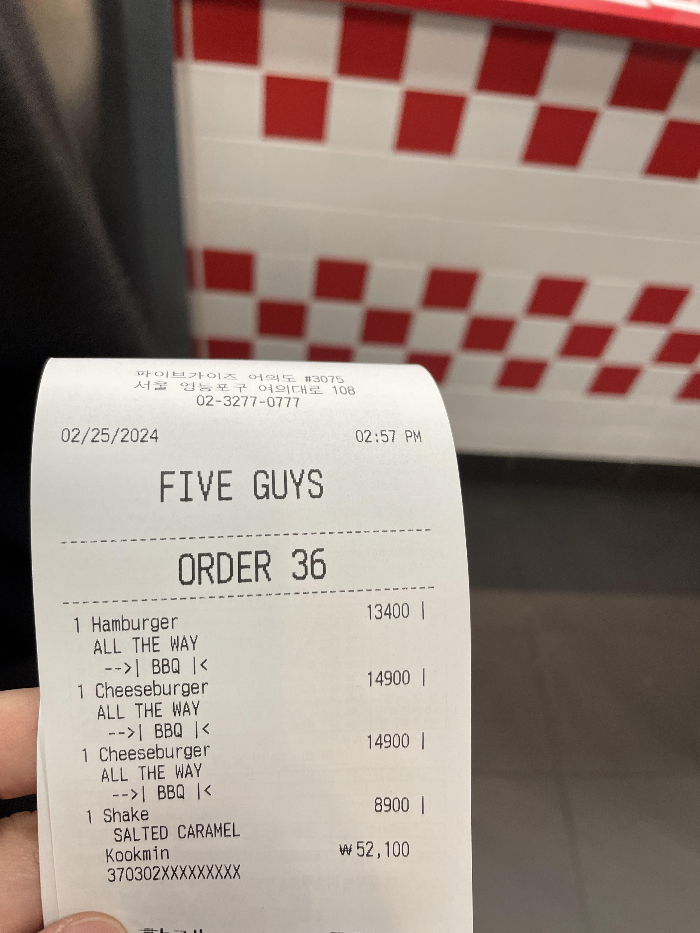 파이브가이즈 여의도 #3075
서울 영등포구 여의대로 108
02-3277-0777
02/25/2024 02:57 PM
FIVE GUYS
ORDER 36
1 Hamburger 13400 |
ALL THE WAY
-->| BBQ |<
1 Cheeseburger 14900 |
ALL THE WAY
-->| BBQ |<
1 Cheeseburger 14900 |
ALL THE WAY
-->| BBQ |<
1 Shake 8900 |
SALTED CARAMEL
Kookmin ₩52,100
370302XXXXXXXXX